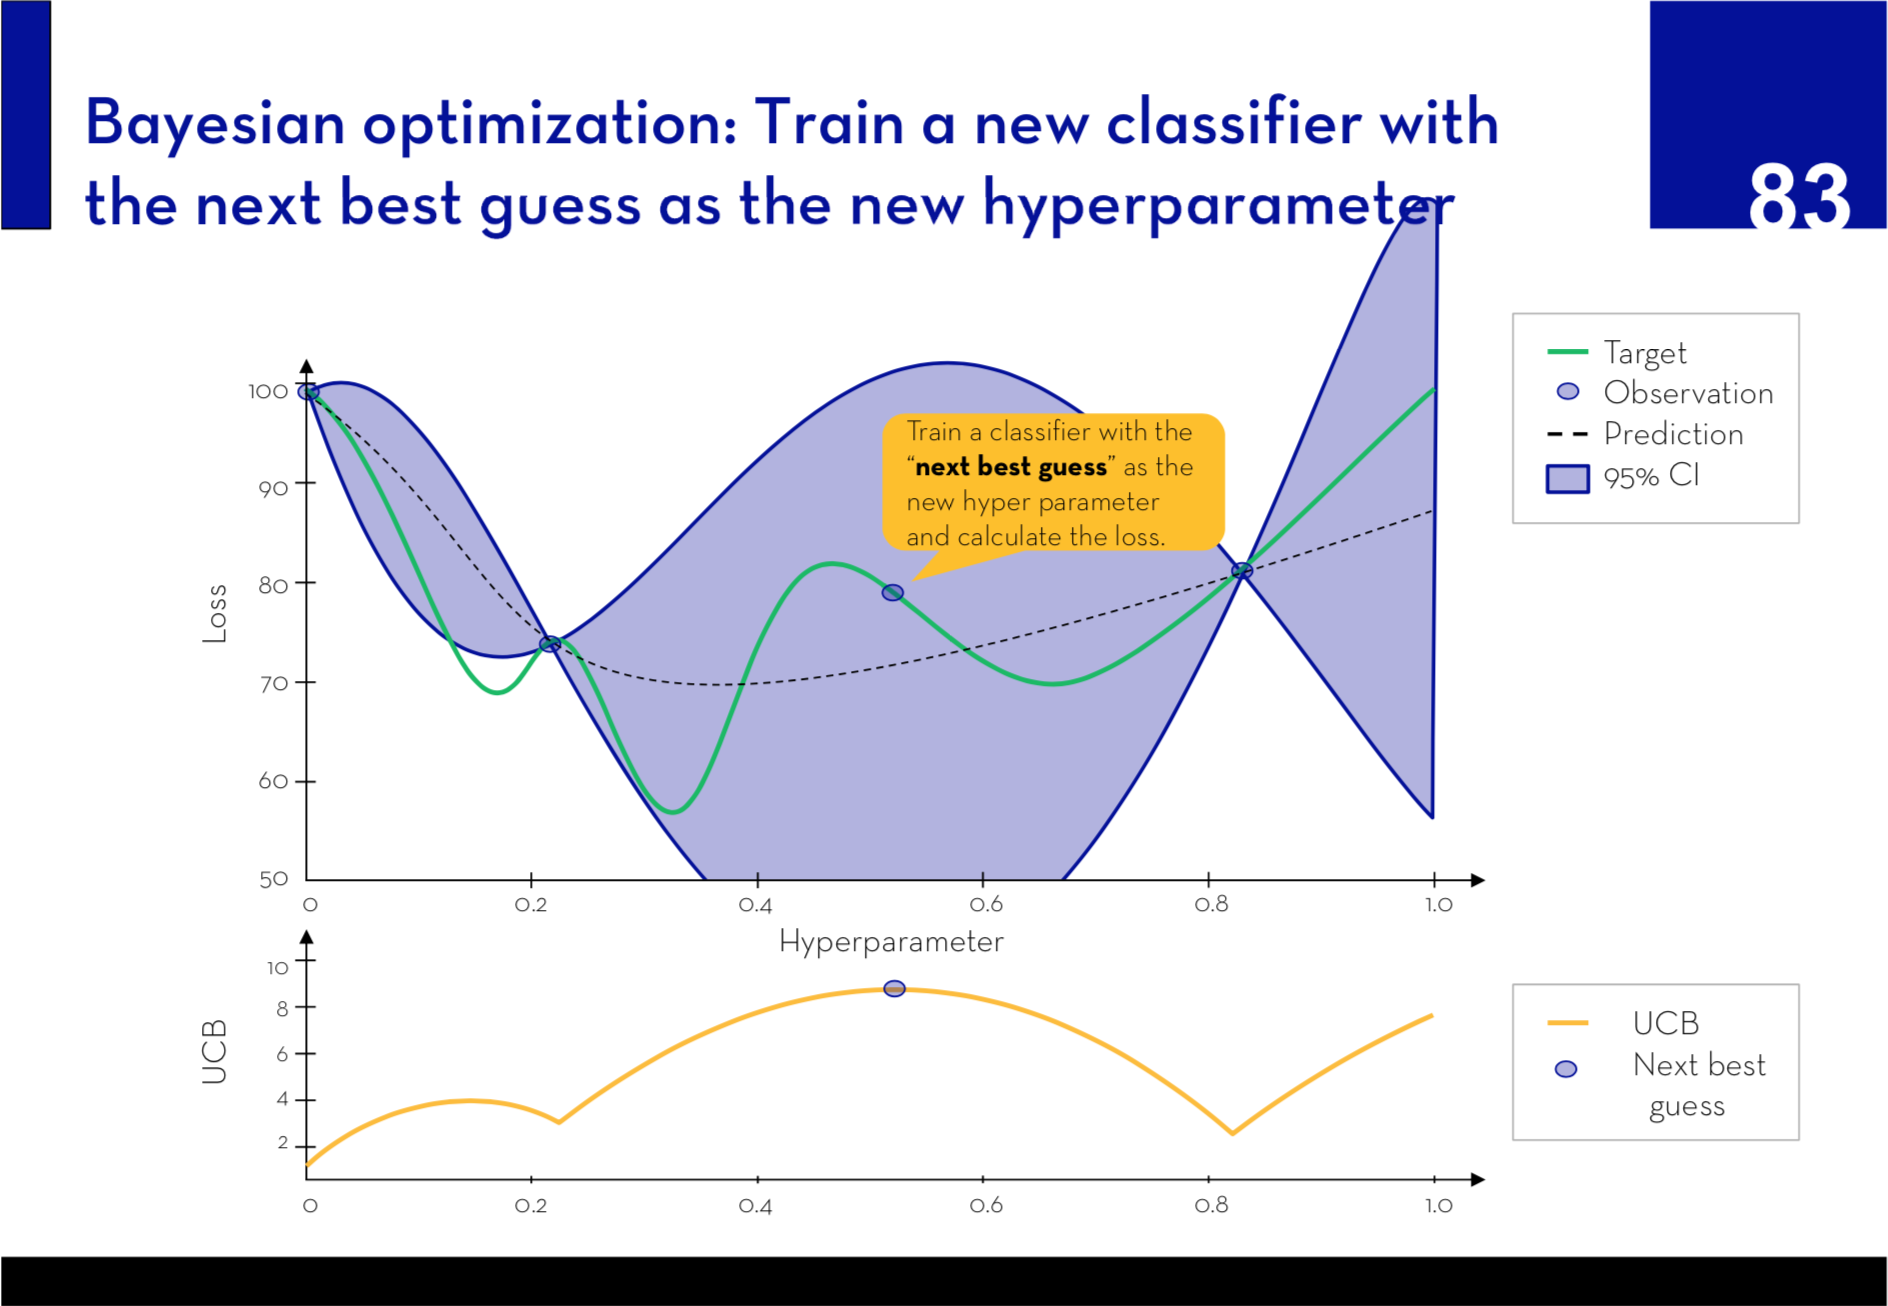 Bayesian optimization: Train a new classifier with
the next best guess as the new hyperparameter
83
Target
Observation
Prediction
95% CI
Train a classifier with the
“next best guess” as the
new hyper parameter
and calculate the loss.
Loss
100
90
80
70
60
50
0 0.2 0.4 0.6 0.8 1.0
Hyperparameter
UCB
10
8
6
4
2
0 0.2 0.4 0.6 0.8 1.0
UCB
Next best
guess